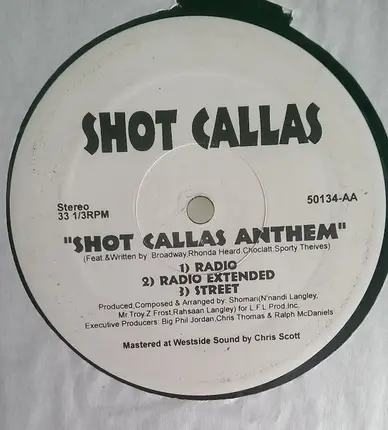 SHOT CALLAS
Stereo
33 1/3RPM
50134-AA
"SHOT CALLAS ANTHEM"
(Feat.&Written by Broadway,Rhonda Heard,Choclatt,Sporty Theives)
1) RADIO
2) RADIO EXTENDED
3) STREET
Produced,Composed & Arranged by: Shomari(N'nandi Langley,
Mr.Troy Z Frost,Rahsaan Langley) for L.F.L Prod,Inc.
Executive Producers: Big Phil Jordan,Chris Thomas & Ralph McDaniels
Mastered at Westside Sound by Chris Scott